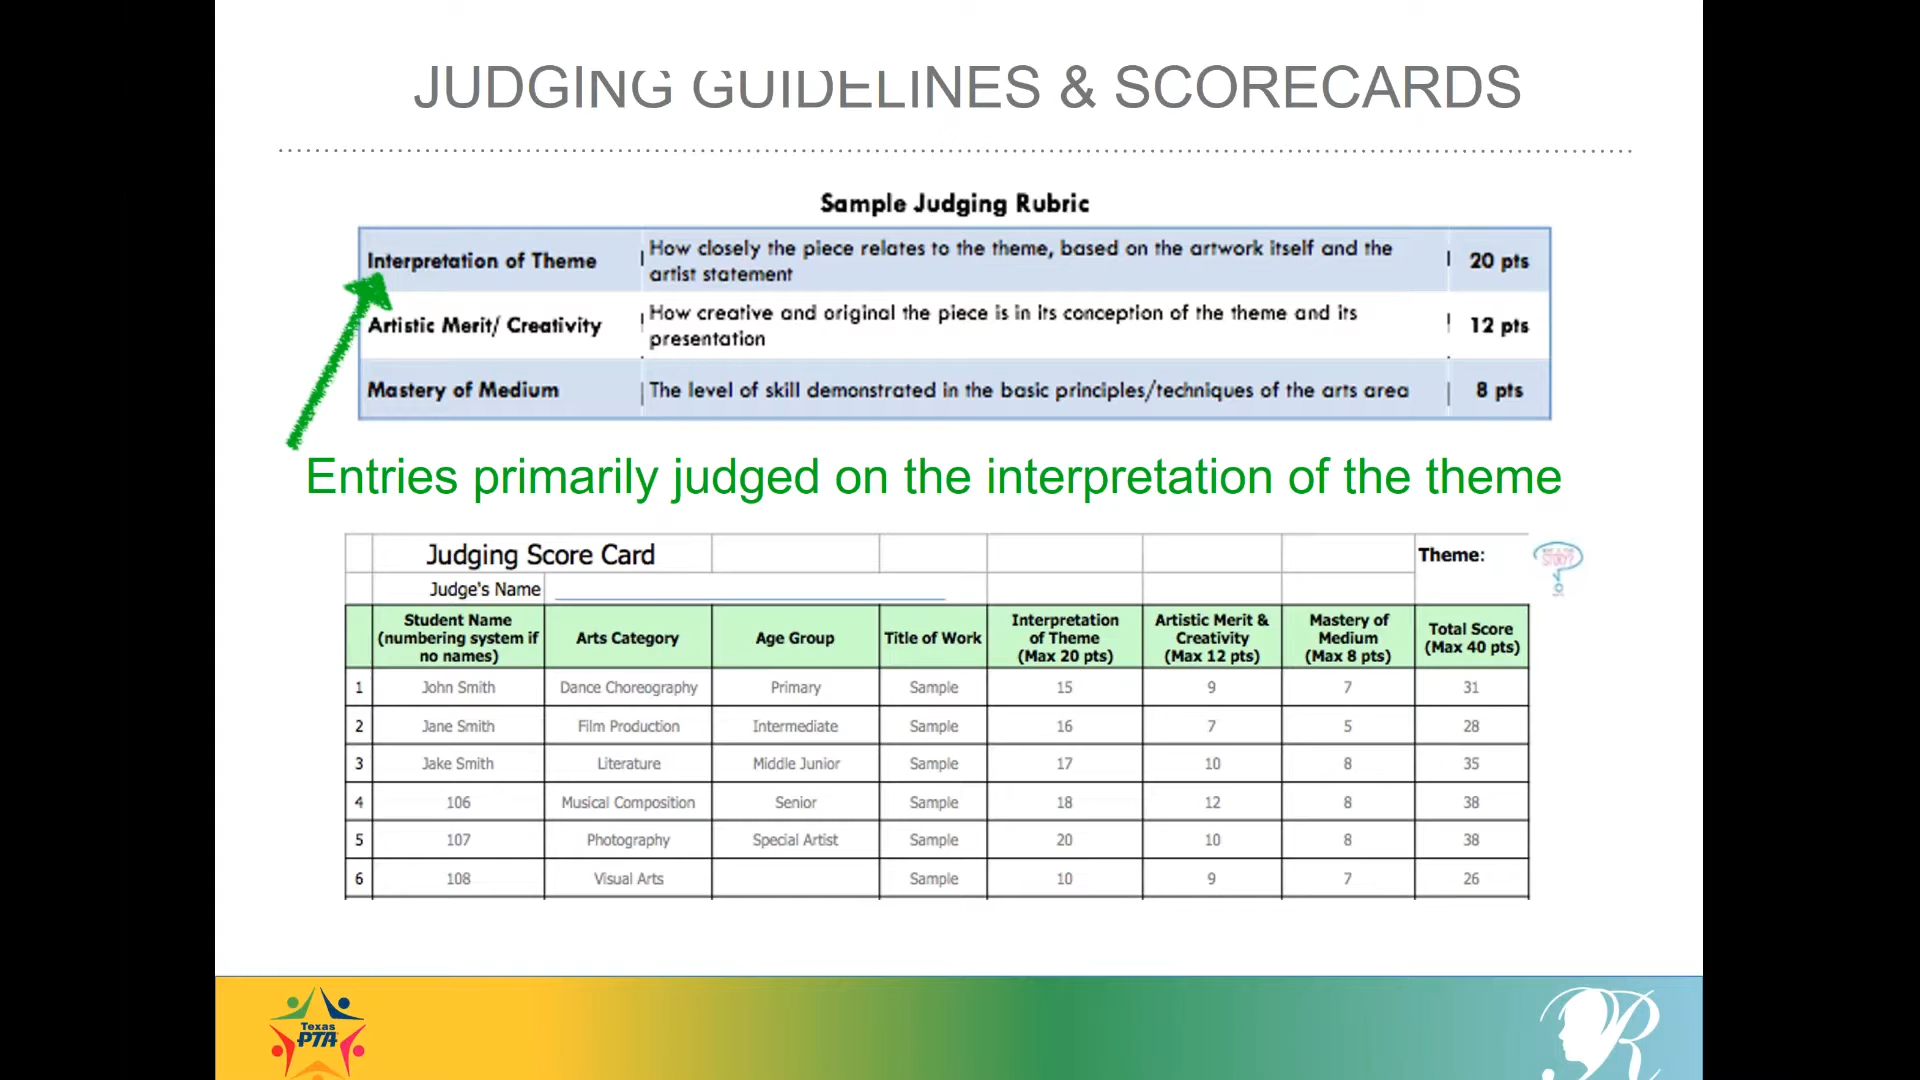 JUDGING GUIDELINES & SCORECARDS
Sample Judging Rubric
Interpretation of Theme How closely the piece relates to the theme, based on the artwork itself and the artist statement 20 pts
Artistic Merit/ Creativity How creative and original the piece is in its conception of the theme and its presentation 12 pts
Mastery of Medium The level of skill demonstrated in the basic principles/techniques of the arts area 8 pts
Entries primarily judged on the interpretation of the theme
Judging Score Card Theme:
Judge's Name
Student Name (numbering system if no names) Arts Category Age Group Title of Work Interpretation of Theme (Max 20 pts) Artistic Merit & Creativity (Max 12 pts) Mastery of Medium (Max 8 pts) Total Score (Max 40 pts)
1 John Smith Dance Choreography Primary Sample 15 9 7 31
2 Jane Smith Film Production Intermediate Sample 16 7 5 28
3 Jake Smith Literature Middle Junior Sample 17 10 8 35
4 106 Musical Composition Senior Sample 18 12 8 38
5 107 Photography Special Artist Sample 20 10 8 38
6 108 Visual Arts Sample 10 9 7 26
Texas
PTA
R